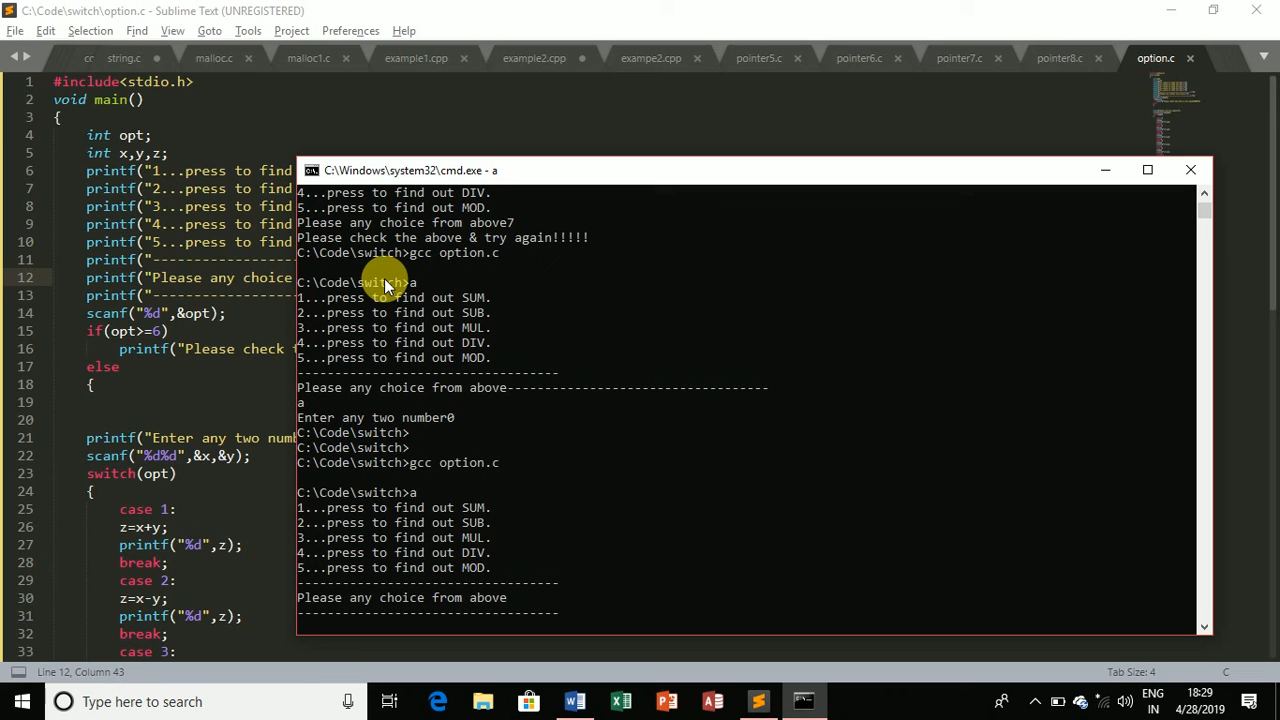 C:\Code\switch\option.c - Sublime Text (UNREGISTERED)
File Edit Selection Find View Goto Tools Project Preferences Help
cc string.c malloc.c malloc1.c example1.cpp example2.cpp exampe2.cpp pointer5.c pointer6.c pointer7.c pointer8.c option.c
1 #include<stdio.h>
2 void main()
3 {
4 int opt;
5 int x,y,z;
6 printf("1...press to find
7 printf("2...press to find
8 printf("3...press to find
9 printf("4...press to find
10 printf("5...press to find
11 printf("-----------------
12 printf("Please any choice
13 printf("-----------------
14 scanf("%d",&opt);
15 if(opt>=6)
16 printf("Please check
17 else
18 {
19
20
21 printf("Enter any two num
22 scanf("%d%d",&x,&y);
23 switch(opt)
24 {
25 case 1:
26 z=x+y;
27 printf("%d",z);
28 break;
29 case 2:
30 z=x-y;
31 printf("%d",z);
32 break;
33 case 3:
C:\Windows\system32\cmd.exe - a
4...press to find out DIV.
5...press to find out MOD.
Please any choice from above7
Please check the above & try again!!!!!
C:\Code\switch>gcc option.c
C:\Code\switch>a
1...press to find out SUM.
2...press to find out SUB.
3...press to find out MUL.
4...press to find out DIV.
5...press to find out MOD.
-----------------------------------
Please any choice from above-----------------------------------
a
Enter any two number0
C:\Code\switch>
C:\Code\switch>
C:\Code\switch>gcc option.c
C:\Code\switch>a
1...press to find out SUM.
2...press to find out SUB.
3...press to find out MUL.
4...press to find out DIV.
5...press to find out MOD.
-----------------------------------
Please any choice from above
-----------------------------------
Line 12, Column 43 Tab Size: 4 C
Type here to search
ENG
IN
18:29
4/28/2019